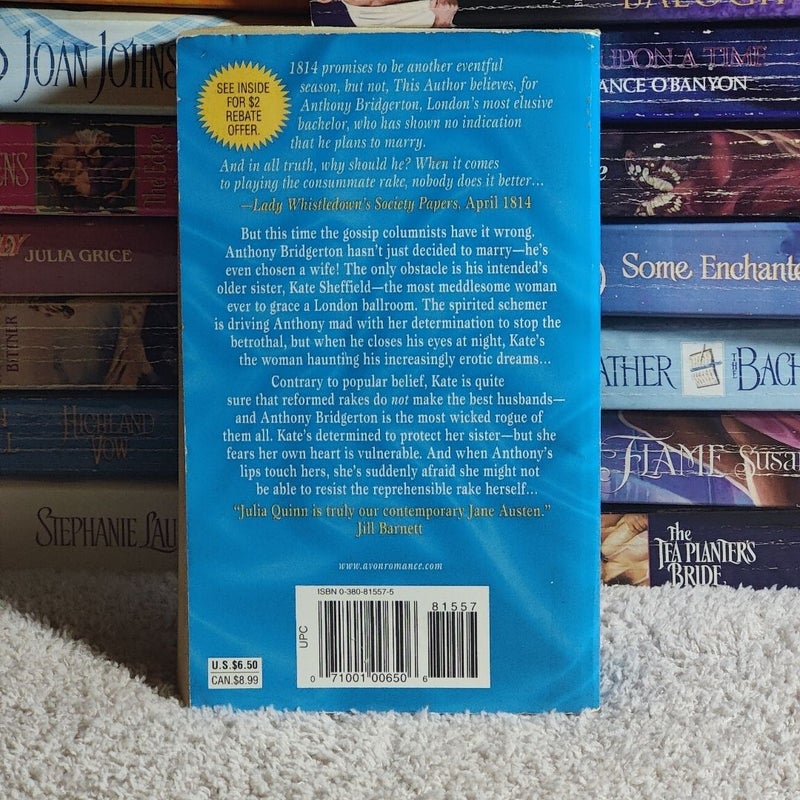 BALOGH
JOAN JOHNS
UPON A TIME
ANCE O'BANYON
ENS
The Edge
JULIA GRICE
Some Enchante
BITTNER
ATHER
THE BACH
HIGHLAND
VOW
FLAME Susa
STEPHANIE LAU
The
TEA PLANTER'S
BRIDE
SEE INSIDE
FOR $2
REBATE
OFFER.
1814 promises to be another eventful
season, but not, This Author believes, for
Anthony Bridgerton, London's most elusive
bachelor, who has shown no indication
that he plans to marry.
And in all truth, why should he? When it comes
to playing the consummate rake, nobody does it better...
—Lady Whistledown's Society Papers, April 1814
But this time the gossip columnists have it wrong.
Anthony Bridgerton hasn't just decided to marry—he's
even chosen a wife! The only obstacle is his intended's
older sister, Kate Sheffield—the most meddlesome woman
ever to grace a London ballroom. The spirited schemer
is driving Anthony mad with her determination to stop the
betrothal, but when he closes his eyes at night, Kate's
the woman haunting his increasingly erotic dreams...
Contrary to popular belief, Kate is quite
sure that reformed rakes do not make the best husbands—
and Anthony Bridgerton is the most wicked rogue of
them all. Kate's determined to protect her sister—but she
fears her own heart is vulnerable. And when Anthony's
lips touch hers, she's suddenly afraid she might not
be able to resist the reprehensible rake herself...
"Julia Quinn is truly our contemporary Jane Austen."
Jill Barnett
www.avonromance.com
ISBN 0-380-81557-5
81557
UPC
0 71001 00650 6
U.S.$6.50
CAN.$8.99